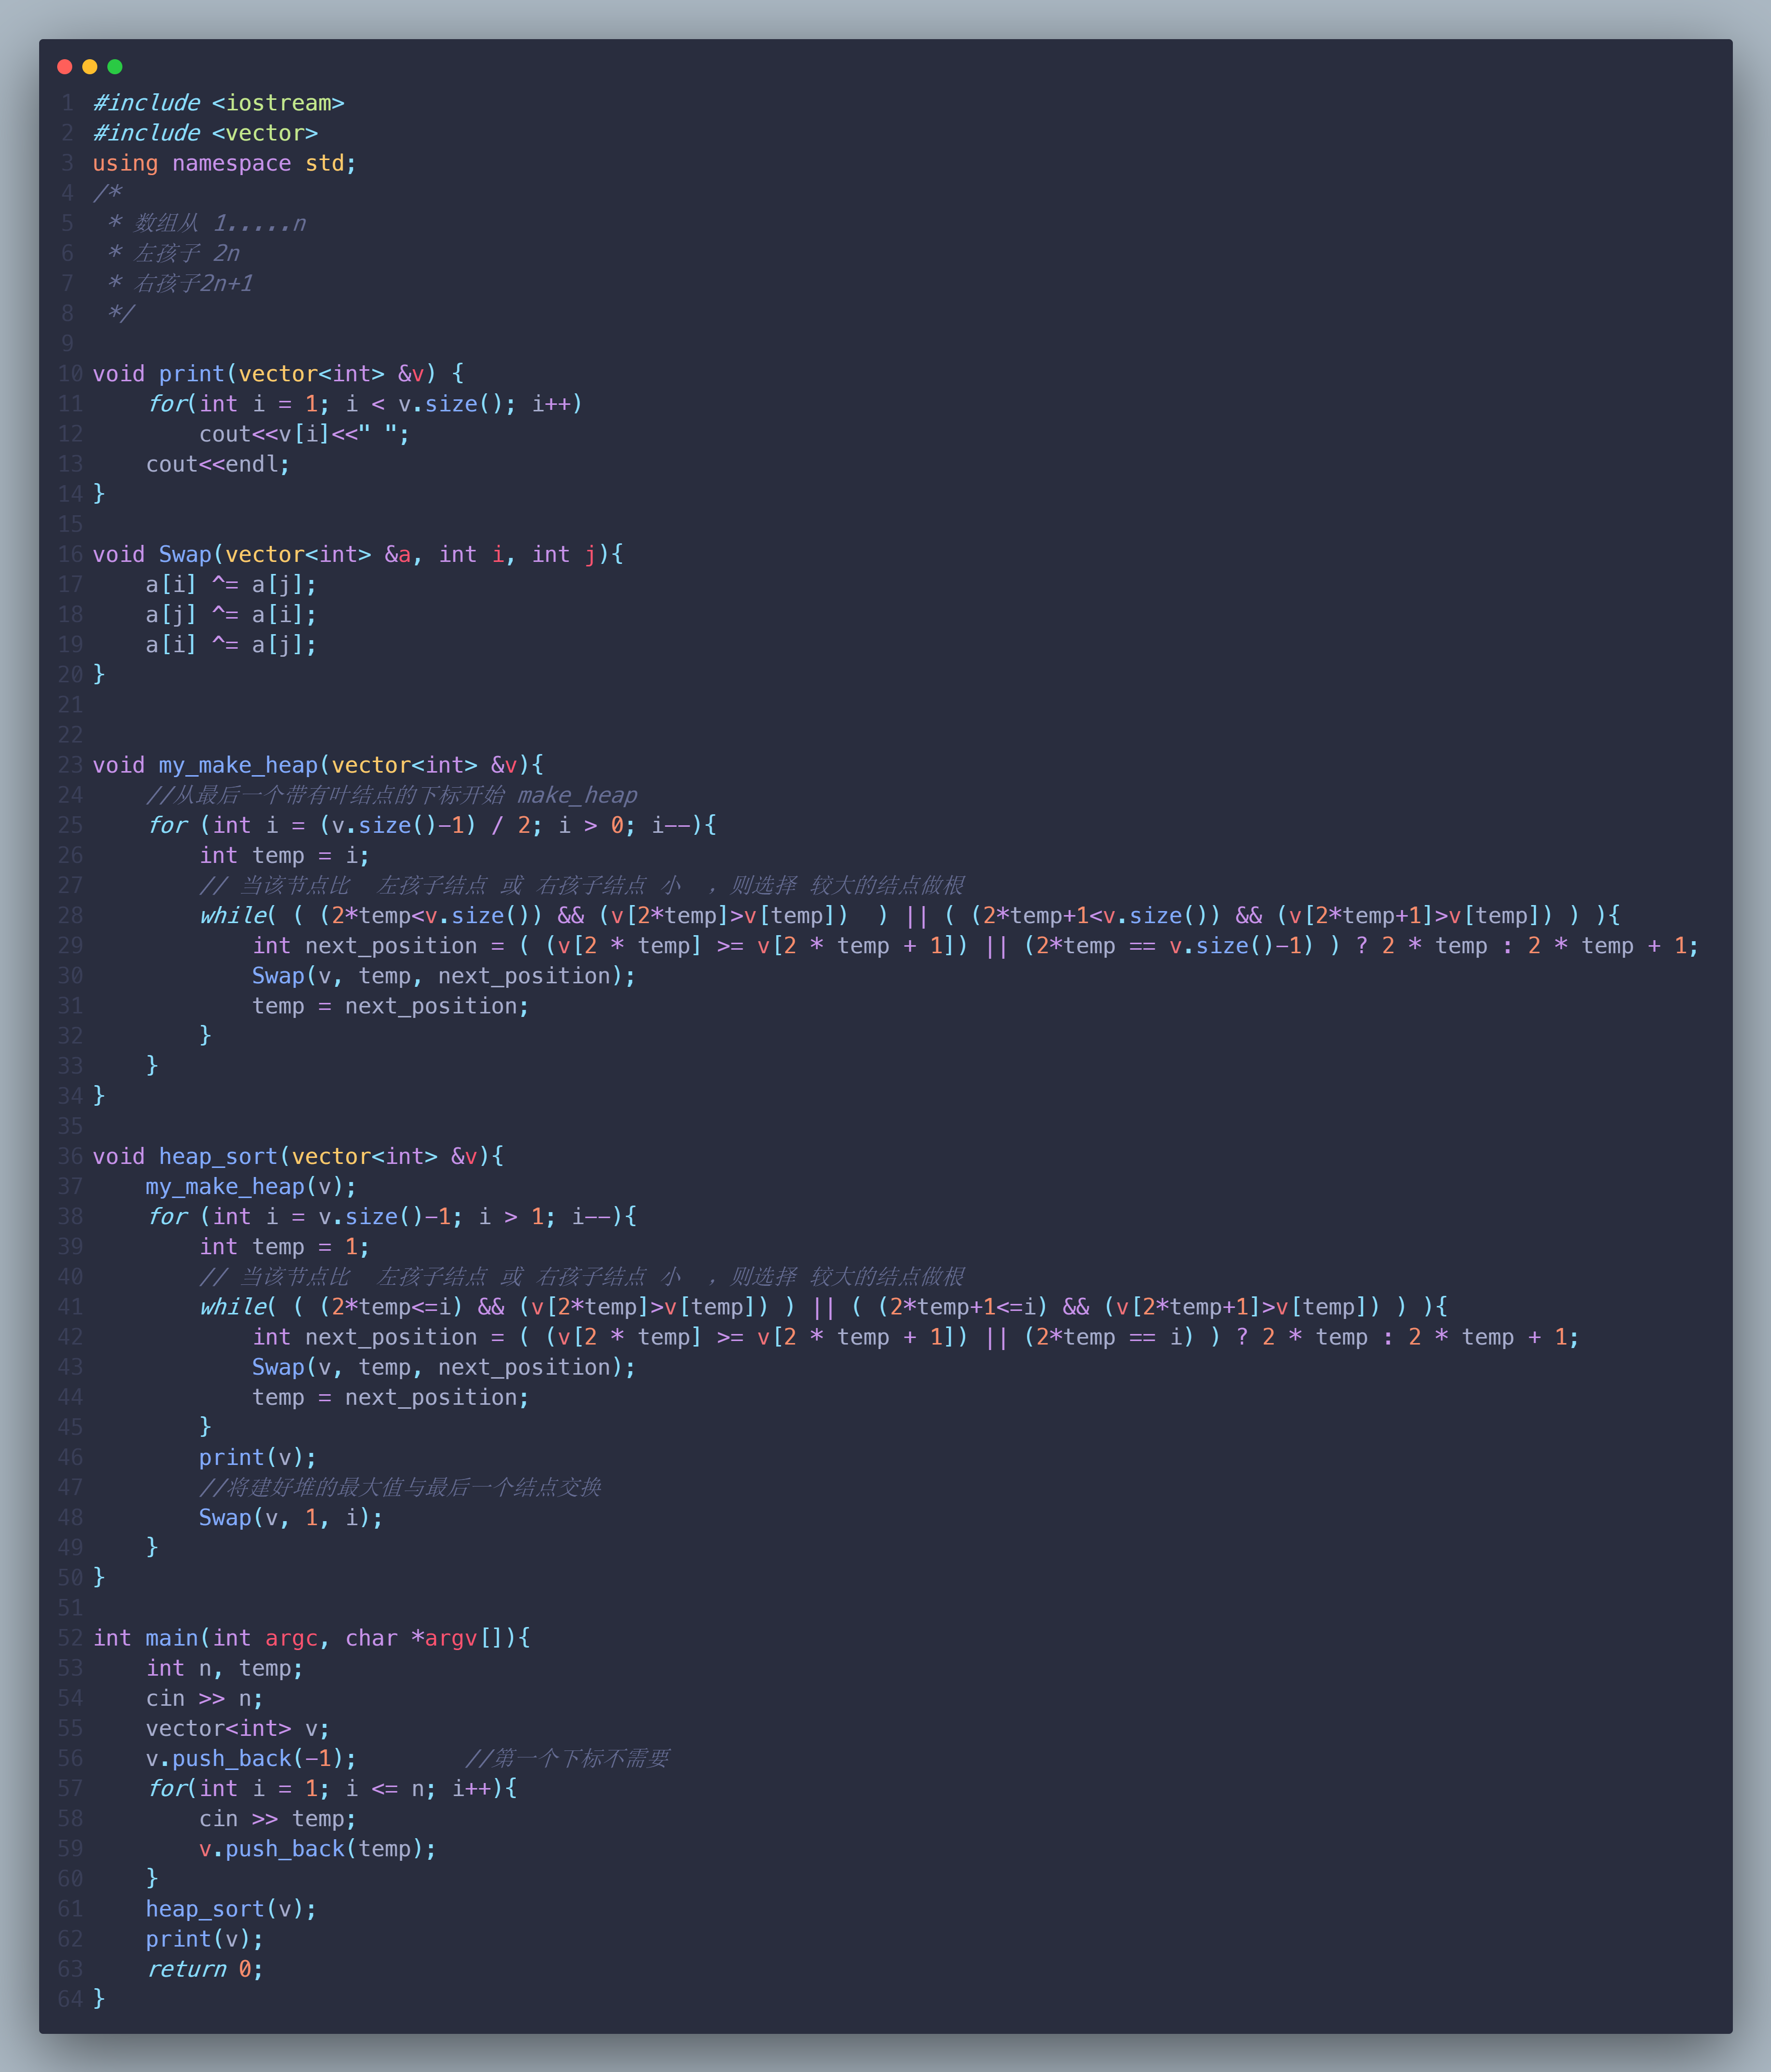 1 #include <iostream>
2 #include <vector>
3 using namespace std;
4 /*
5  * 数组从 1.....n
6  * 左孩子 2n
7  * 右孩子2n+1
8  */
9
10 void print(vector<int> &v) {
11     for(int i = 1; i < v.size(); i++)
12         cout<<v[i]<<" ";
13     cout<<endl;
14 }
15
16 void Swap(vector<int> &a, int i, int j){
17     a[i] ^= a[j];
18     a[j] ^= a[i];
19     a[i] ^= a[j];
20 }
21
22
23 void my_make_heap(vector<int> &v){
24     //从最后一个带有叶结点的下标开始 make_heap
25     for (int i = (v.size()-1) / 2; i > 0; i--){
26         int temp = i;
27         // 当该节点比  左孩子结点 或 右孩子结点 小  ，则选择 较大的结点做根
28         while( ( (2*temp<v.size()) && (v[2*temp]>v[temp])  ) || ( (2*temp+1<v.size()) && (v[2*temp+1]>v[temp]) ) ){
29             int next_position = ( (v[2 * temp] >= v[2 * temp + 1]) || (2*temp == v.size()-1) ) ? 2 * temp : 2 * temp + 1;
30             Swap(v, temp, next_position);
31             temp = next_position;
32         }
33     }
34 }
35
36 void heap_sort(vector<int> &v){
37     my_make_heap(v);
38     for (int i = v.size()-1; i > 1; i--){
39         int temp = 1;
40         // 当该节点比  左孩子结点 或 右孩子结点 小  ，则选择 较大的结点做根
41         while( ( (2*temp<=i) && (v[2*temp]>v[temp]) ) || ( (2*temp+1<=i) && (v[2*temp+1]>v[temp]) ) ){
42             int next_position = ( (v[2 * temp] >= v[2 * temp + 1]) || (2*temp == i) ) ? 2 * temp : 2 * temp + 1;
43             Swap(v, temp, next_position);
44             temp = next_position;
45         }
46         print(v);
47         //将建好堆的最大值与最后一个结点交换
48         Swap(v, 1, i);
49     }
50 }
51
52 int main(int argc, char *argv[]){
53     int n, temp;
54     cin >> n;
55     vector<int> v;
56     v.push_back(-1);        //第一个下标不需要
57     for(int i = 1; i <= n; i++){
58         cin >> temp;
59         v.push_back(temp);
60     }
61     heap_sort(v);
62     print(v);
63     return 0;
64 }